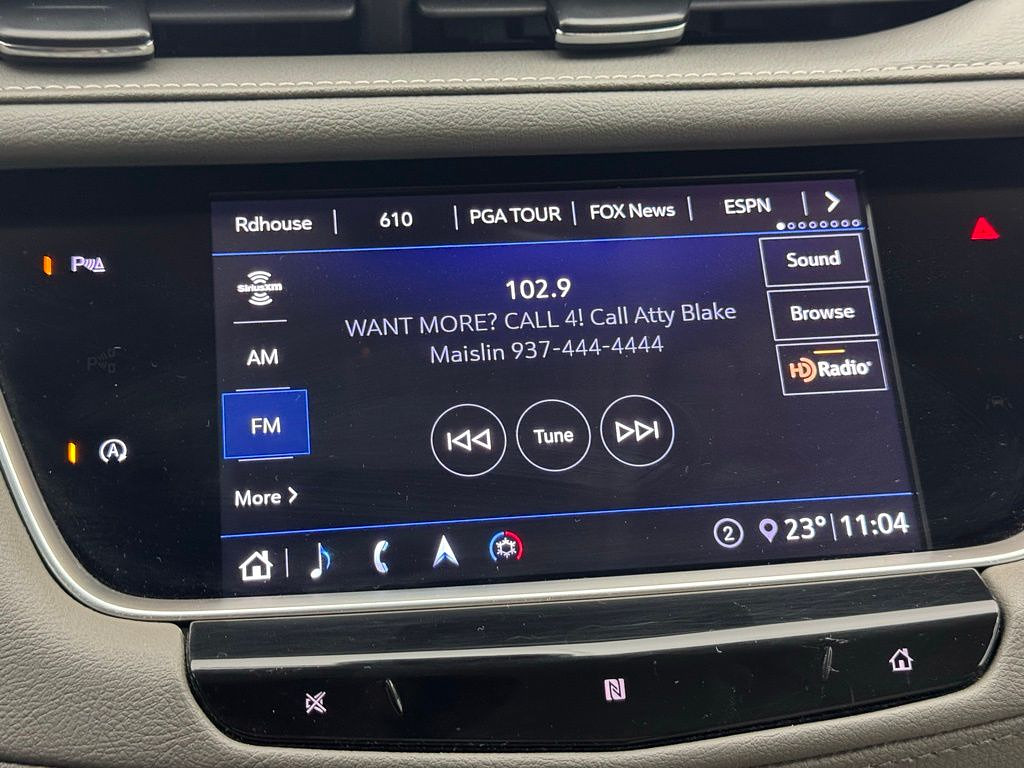 Rdhouse | 610 | PGA TOUR | FOX News | ESPN
SiriusXM
AM
FM
More
102.9
WANT MORE? CALL 4! Call Atty Blake
Maislin 937-444-4444
Tune
Sound
Browse
HD Radio
2 23° 11:04
P
A
N